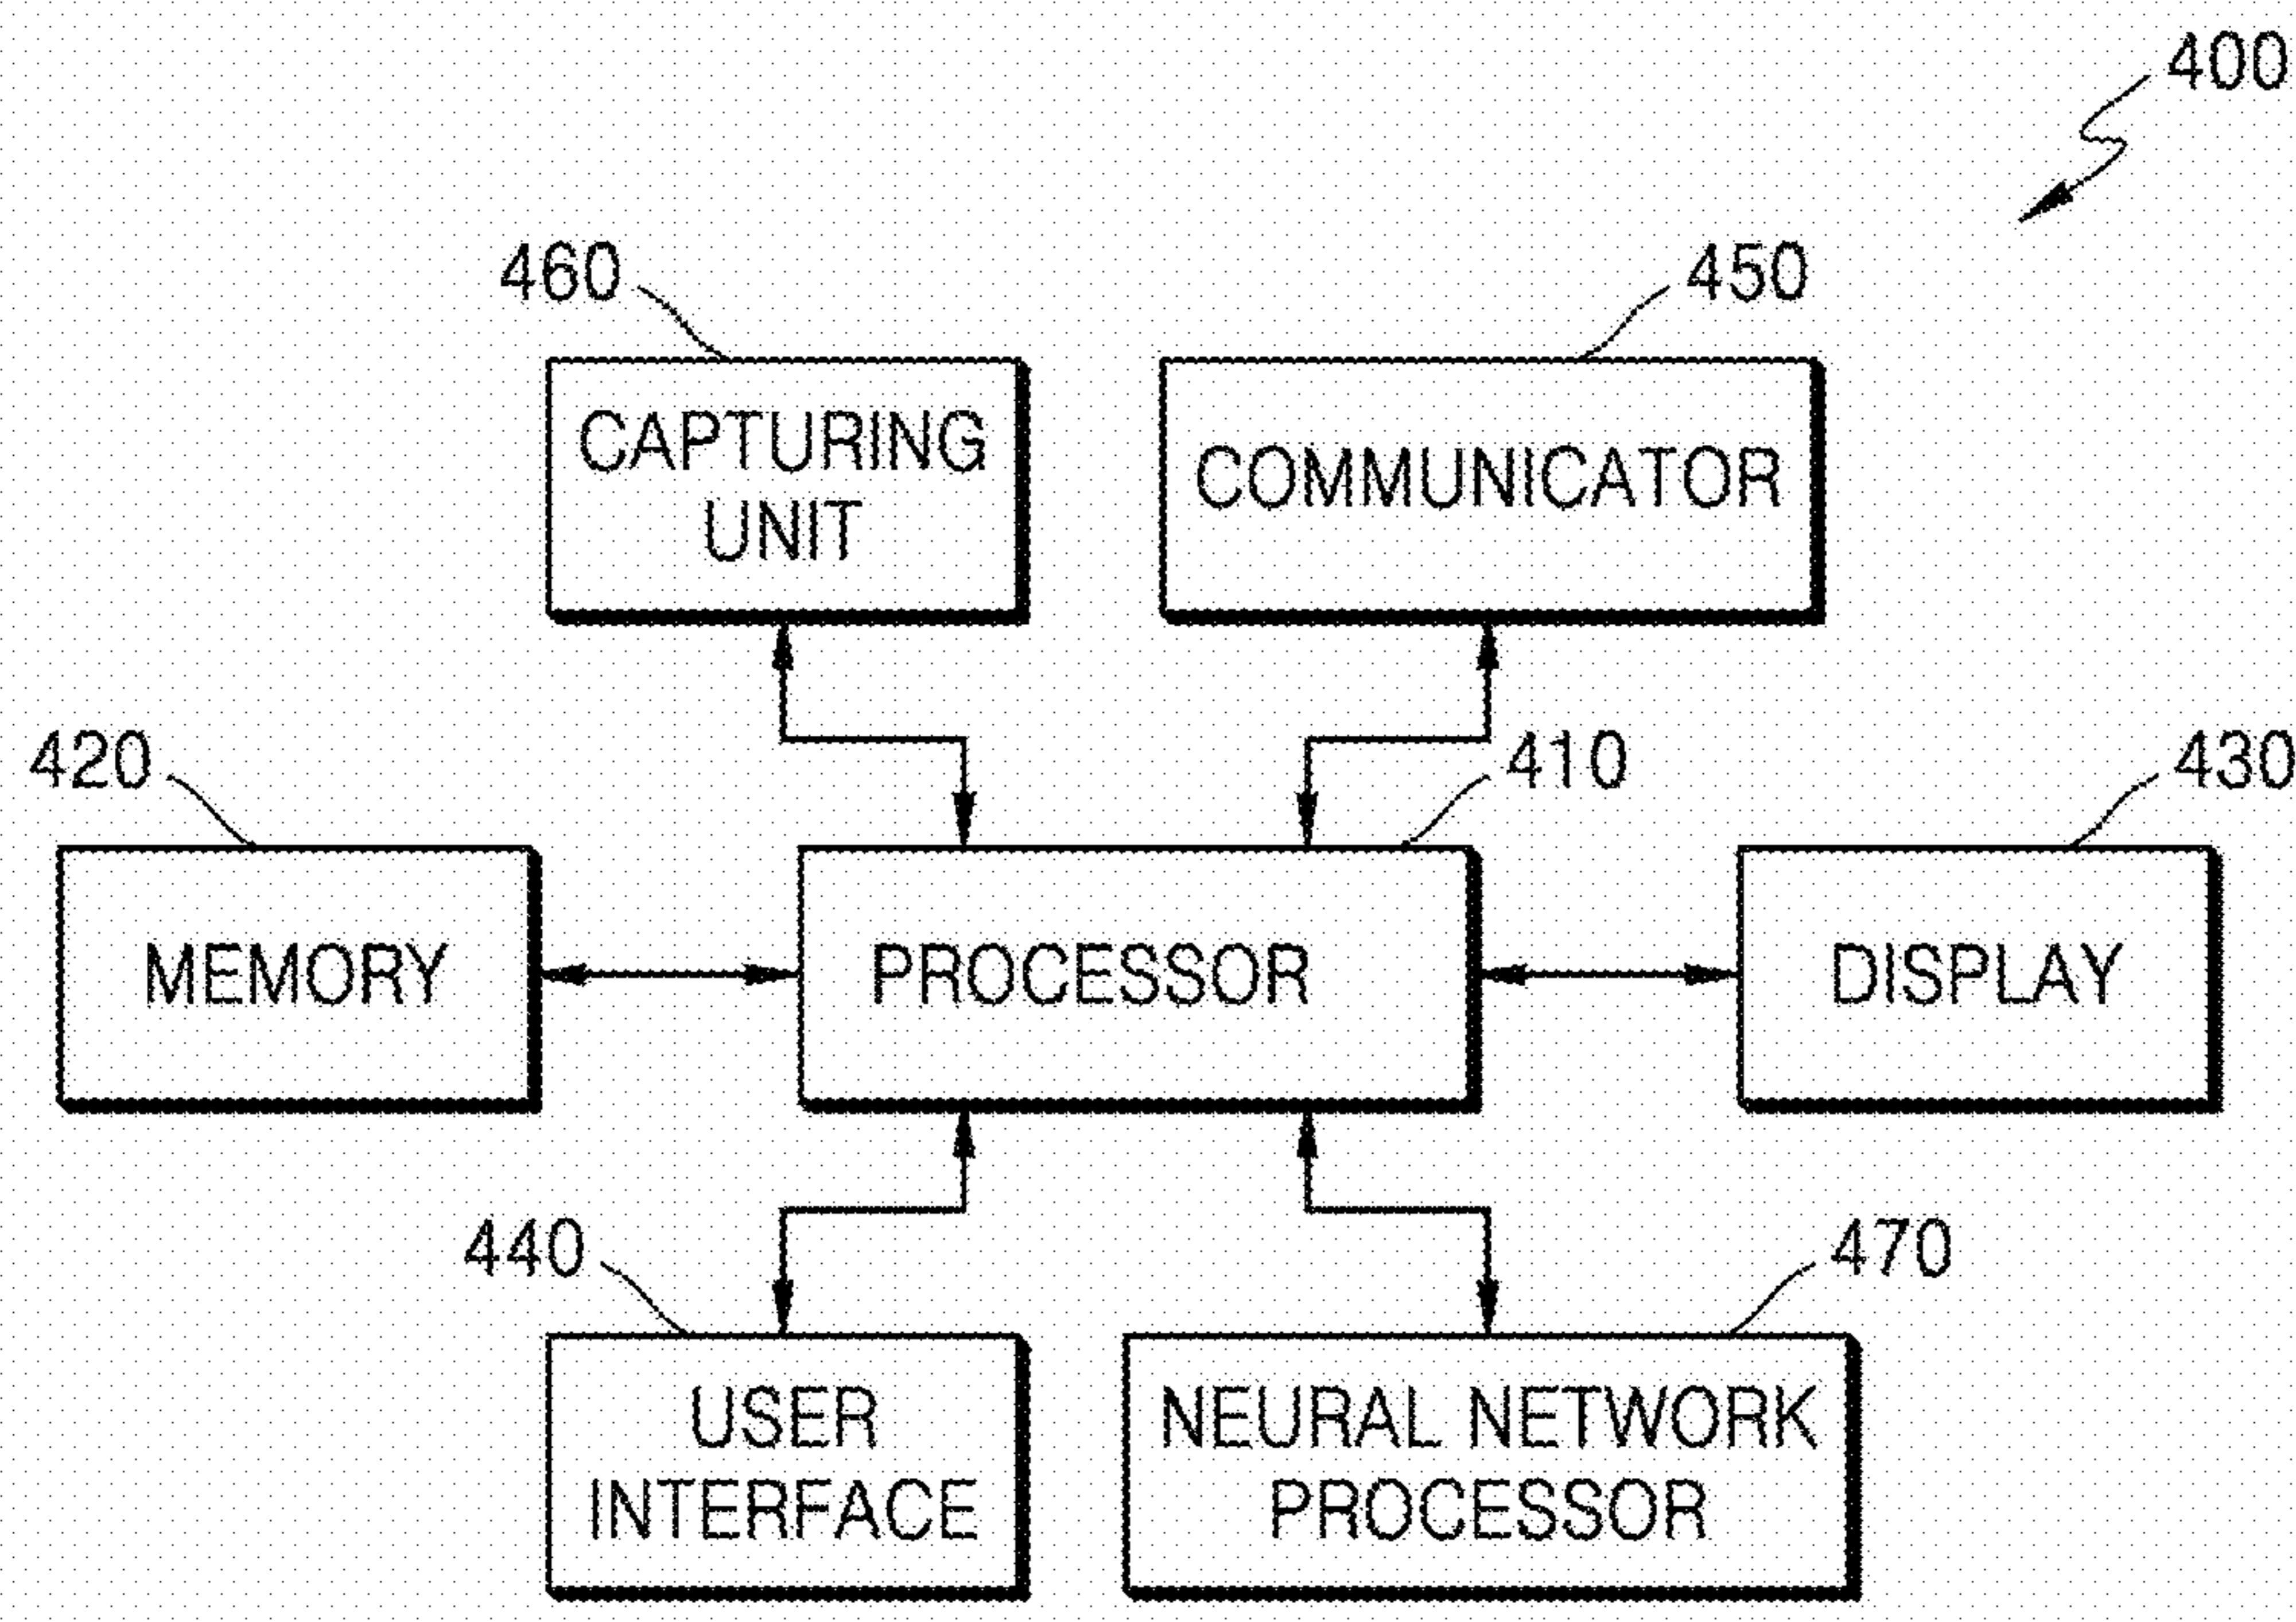 400
460
450
CAPTURING
UNIT
COMMUNICATOR
420
410
430
MEMORY
PROCESSOR
DISPLAY
440
470
USER
INTERFACE
NEURAL NETWORK
PROCESSOR